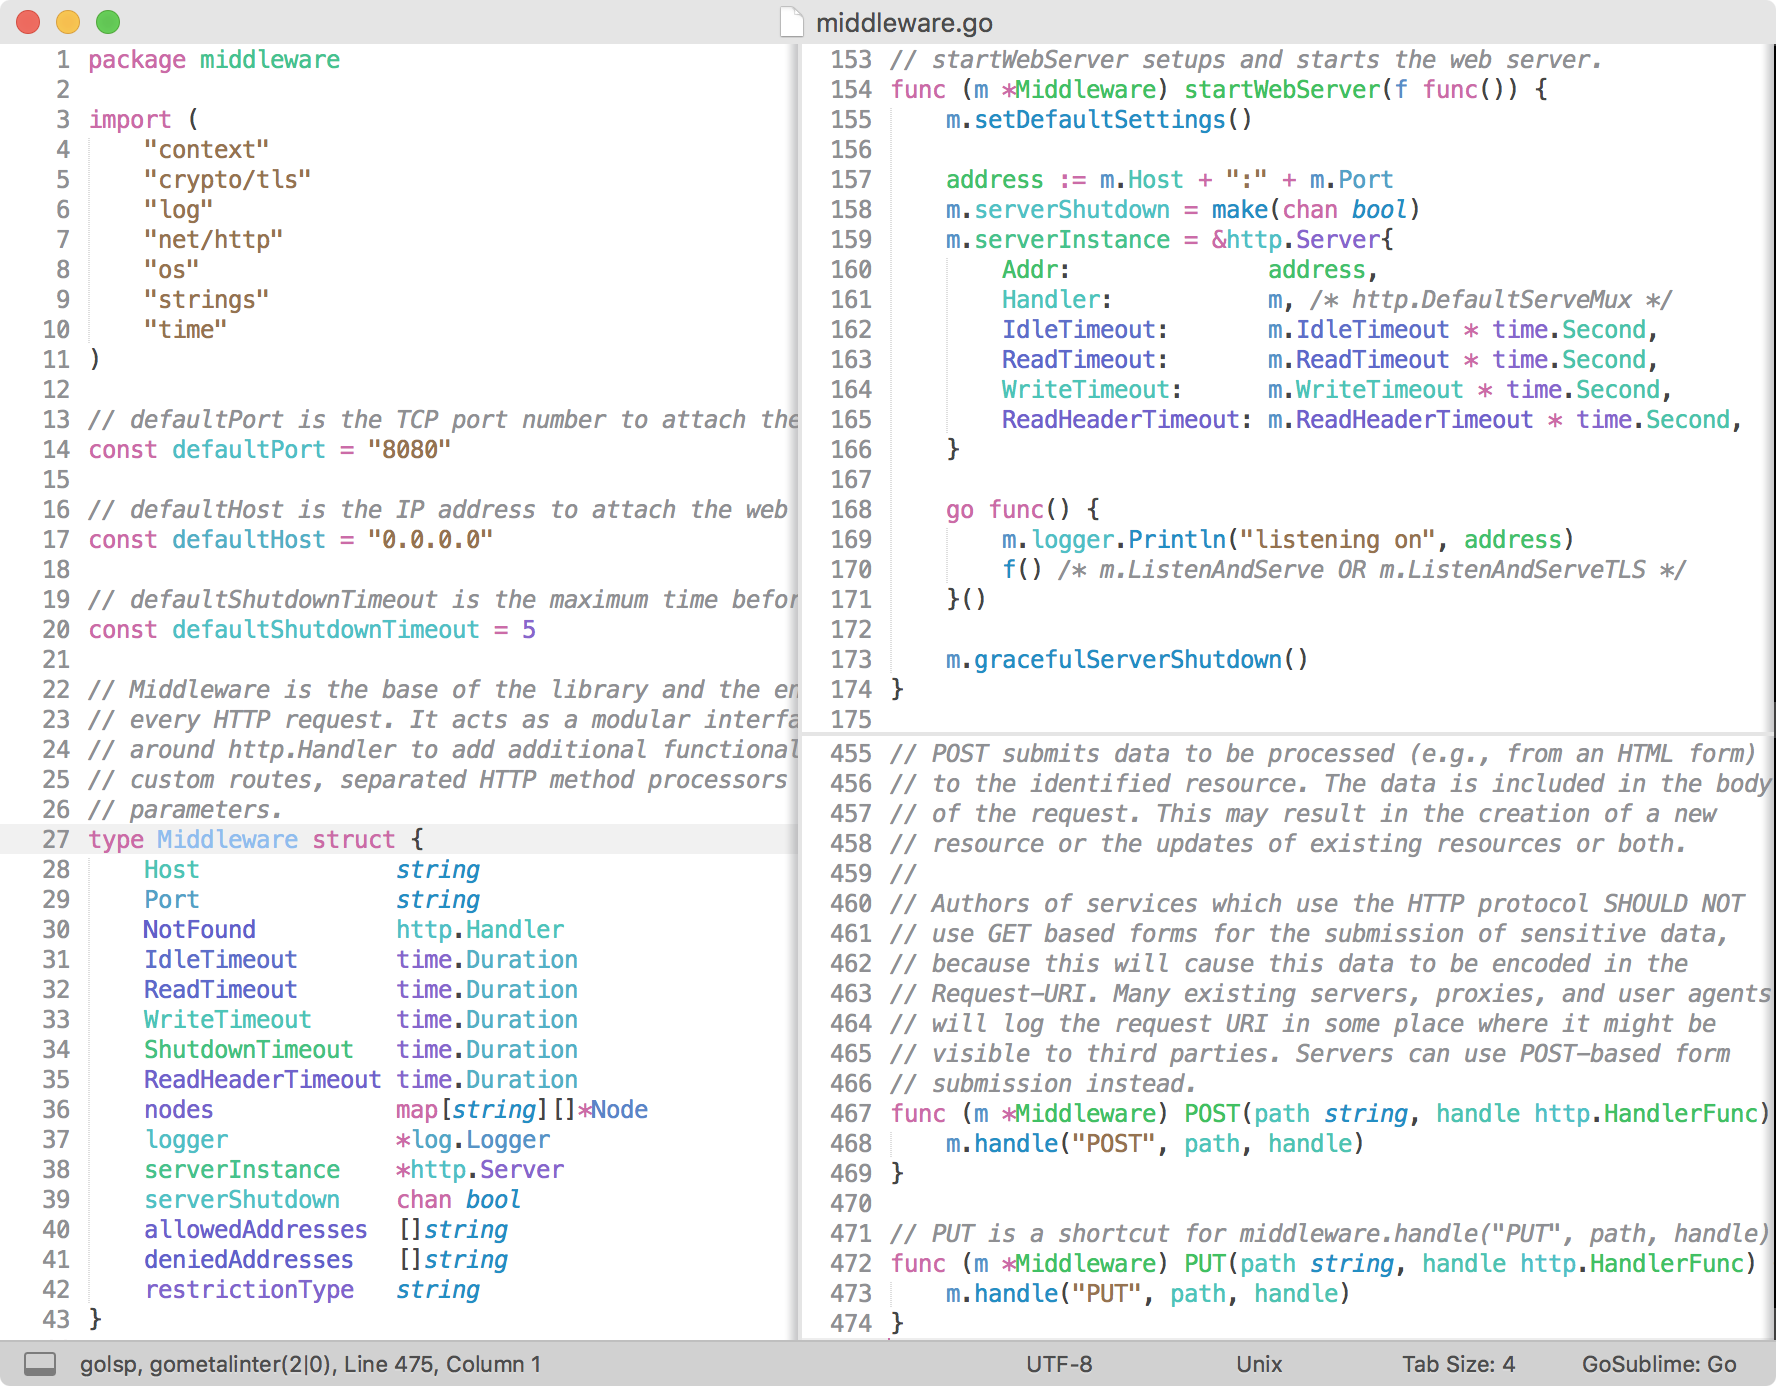 middleware.go
1 package middleware
2
3 import (
4     "context"
5     "crypto/tls"
6     "log"
7     "net/http"
8     "os"
9     "strings"
10     "time"
11 )
12
13 // defaultPort is the TCP port number to attach the
14 const defaultPort = "8080"
15
16 // defaultHost is the IP address to attach the web
17 const defaultHost = "0.0.0.0"
18
19 // defaultShutdownTimeout is the maximum time befor
20 const defaultShutdownTimeout = 5
21
22 // Middleware is the base of the library and the en
23 // every HTTP request. It acts as a modular interfa
24 // around http.Handler to add additional functional
25 // custom routes, separated HTTP method processors
26 // parameters.
27 type Middleware struct {
28     Host              string
29     Port              string
30     NotFound          http.Handler
31     IdleTimeout       time.Duration
32     ReadTimeout       time.Duration
33     WriteTimeout      time.Duration
34     ShutdownTimeout   time.Duration
35     ReadHeaderTimeout time.Duration
36     nodes             map[string][]*Node
37     logger            *log.Logger
38     serverInstance    *http.Server
39     serverShutdown    chan bool
40     allowedAddresses  []string
41     deniedAddresses   []string
42     restrictionType   string
43 }
153 // startWebServer setups and starts the web server.
154 func (m *Middleware) startWebServer(f func()) {
155     m.setDefaultSettings()
156
157     address := m.Host + ":" + m.Port
158     m.serverShutdown = make(chan bool)
159     m.serverInstance = &http.Server{
160         Addr:              address,
161         Handler:           m, /* http.DefaultServeMux */
162         IdleTimeout:       m.IdleTimeout * time.Second,
163         ReadTimeout:       m.ReadTimeout * time.Second,
164         WriteTimeout:      m.WriteTimeout * time.Second,
165         ReadHeaderTimeout: m.ReadHeaderTimeout * time.Second,
166     }
167
168     go func() {
169         m.logger.Println("listening on", address)
170         f() /* m.ListenAndServe OR m.ListenAndServeTLS */
171     }()
172
173     m.gracefulServerShutdown()
174 }
175
455 // POST submits data to be processed (e.g., from an HTML form)
456 // to the identified resource. The data is included in the body
457 // of the request. This may result in the creation of a new
458 // resource or the updates of existing resources or both.
459 //
460 // Authors of services which use the HTTP protocol SHOULD NOT
461 // use GET based forms for the submission of sensitive data,
462 // because this will cause this data to be encoded in the
463 // Request-URI. Many existing servers, proxies, and user agents
464 // will log the request URI in some place where it might be
465 // visible to third parties. Servers can use POST-based form
466 // submission instead.
467 func (m *Middleware) POST(path string, handle http.HandlerFunc)
468     m.handle("POST", path, handle)
469 }
470
471 // PUT is a shortcut for middleware.handle("PUT", path, handle)
472 func (m *Middleware) PUT(path string, handle http.HandlerFunc)
473     m.handle("PUT", path, handle)
474 }
golsp, gometalinter(2|0), Line 475, Column 1
UTF-8
Unix
Tab Size: 4
GoSublime: Go